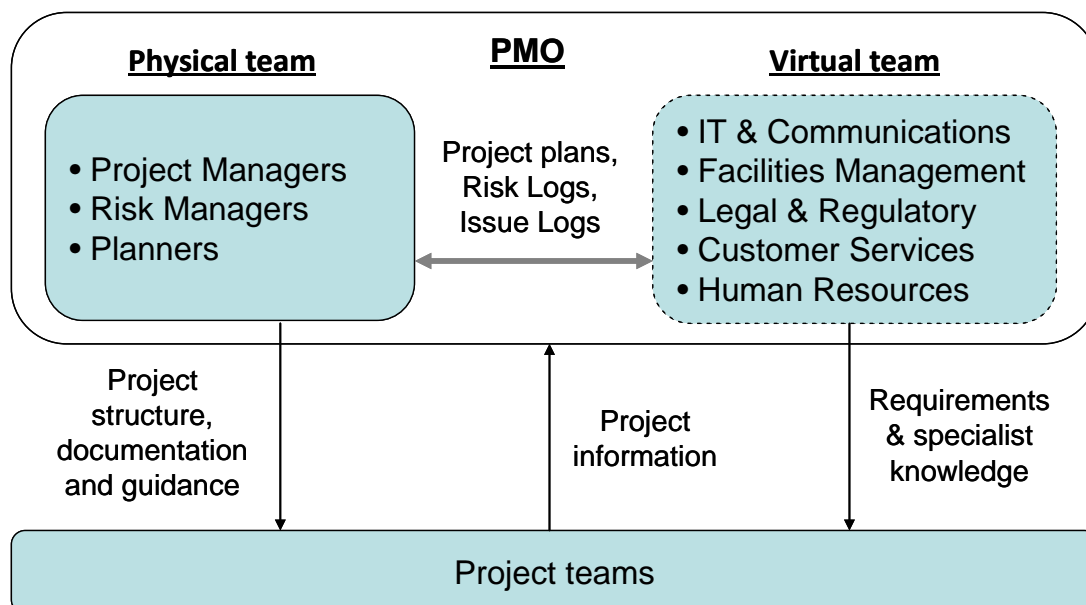 PMO
Physical team
Virtual team
• Project Managers
• Risk Managers
• Planners
Project plans,
Risk Logs,
Issue Logs
• IT & Communications
• Facilities Management
• Legal & Regulatory
• Customer Services
• Human Resources
Project
structure,
documentation
and guidance
Project
information
Requirements
& specialist
knowledge
Project teams